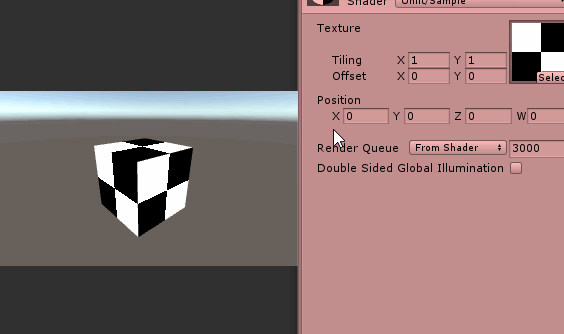 Shader Unlit/Sample
Texture
Tiling X 1 Y 1
Offset X 0 Y 0
Selec
Position
X 0 Y 0 Z 0 W 0
Render Queue From Shader 3000
Double Sided Global Illumination